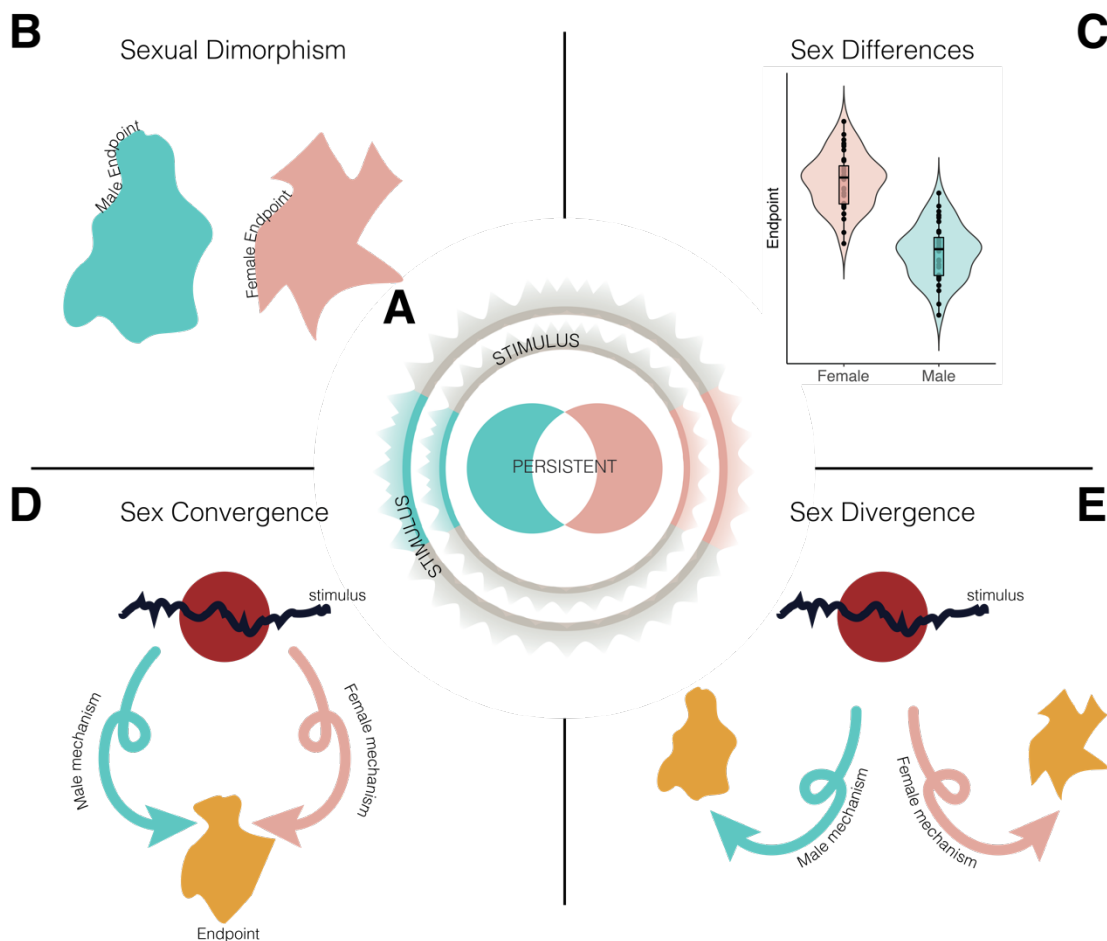 B
Sexual Dimorphism
Male Endpoint
Female Endpoint
C
Sex Differences
Endpoint
Female
Male
A
STIMULUS
PERSISTENT
STIMULUS
STIMULUS
D
Sex Convergence
stimulus
Male mechanism
Female mechanism
Endpoint
E
Sex Divergence
stimulus
Male mechanism
Female mechanism